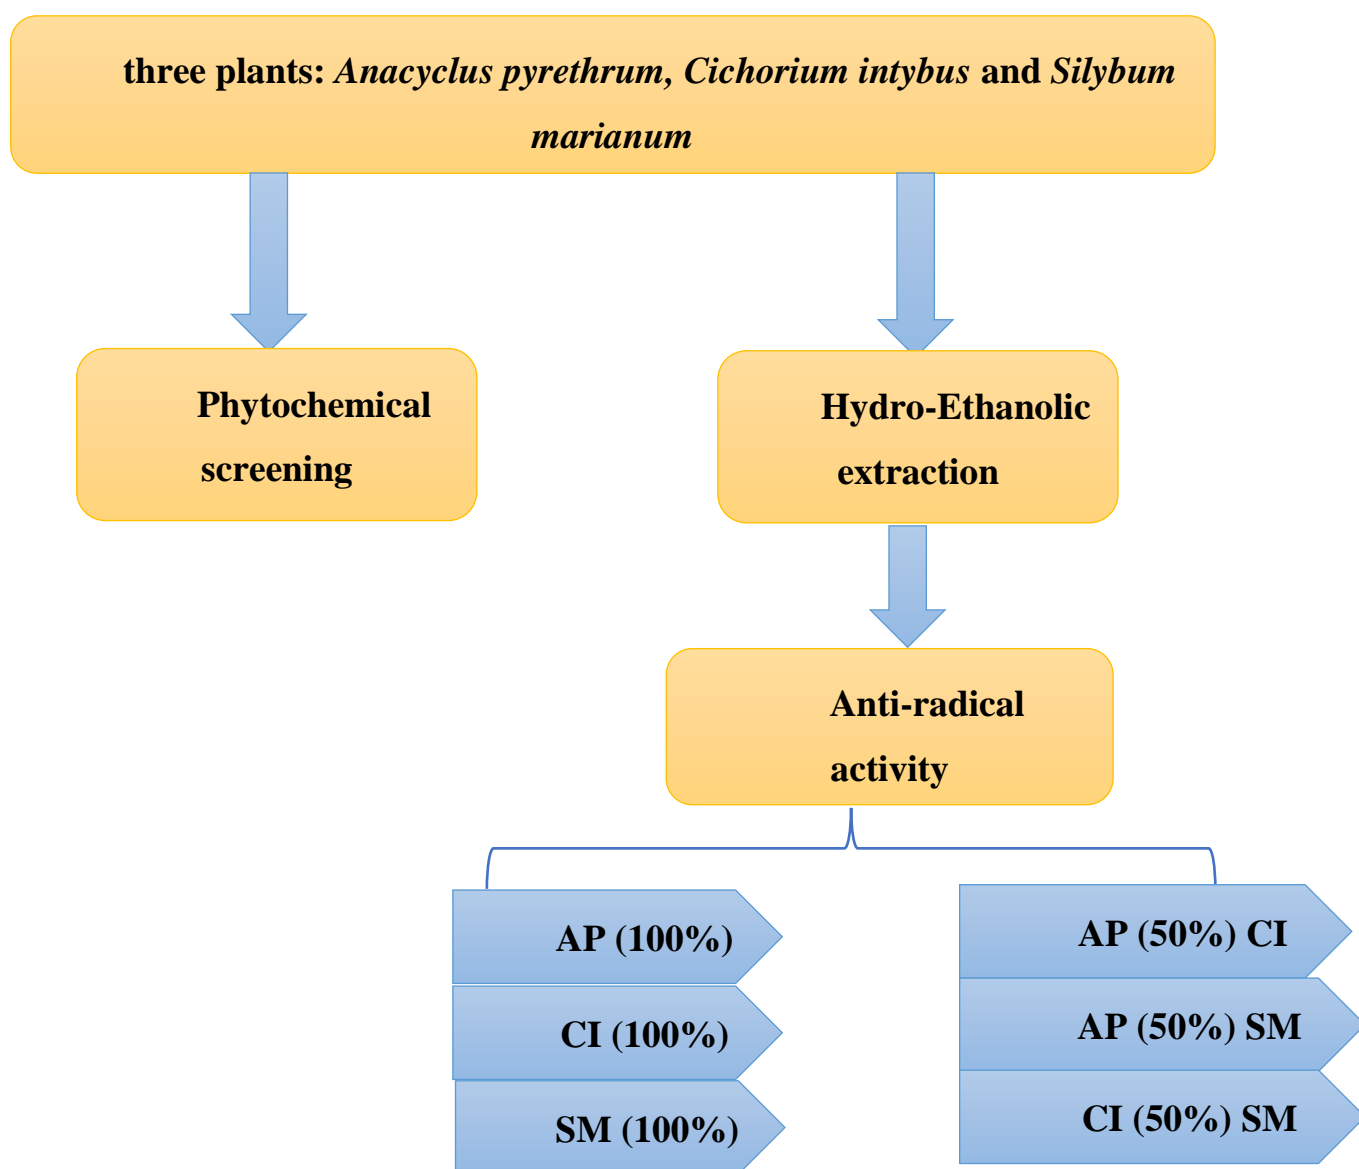 three plants: Anacyclus pyrethrum, Cichorium intybus and Silybum
marianum
Phytochemical
screening
Hydro-Ethanolic
extraction
Anti-radical
activity
AP (100%)
CI (100%)
SM (100%)
AP (50%) CI
AP (50%) SM
CI (50%) SM